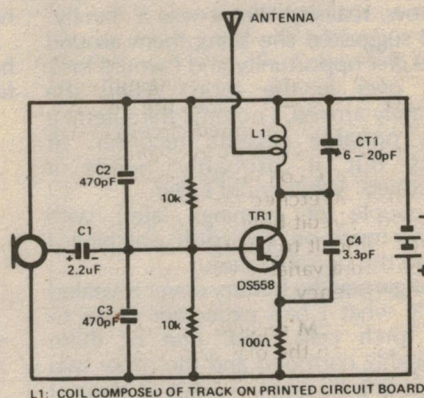 ANTENNA
L1
CT1
6 – 20pF
C2
470pF
10k
TR1
C1
+ –
2.2uF
C4
3.3pF
DS558
C3
470pF
10k
100Ω
–
+
L1: COIL COMPOSED OF TRACK ON PRINTED CIRCUIT BOARD